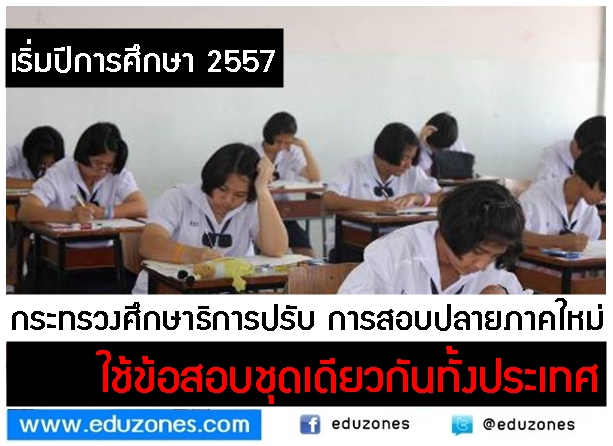 เริ่มปีการศึกษา 2557
กระทรวงศึกษาธิการปรับ การสอบปลายภาคใหม่
ใช้ข้อสอบชุดเดียวกันทั้งประเทศ
www.eduzones.com f eduzones t @eduzones